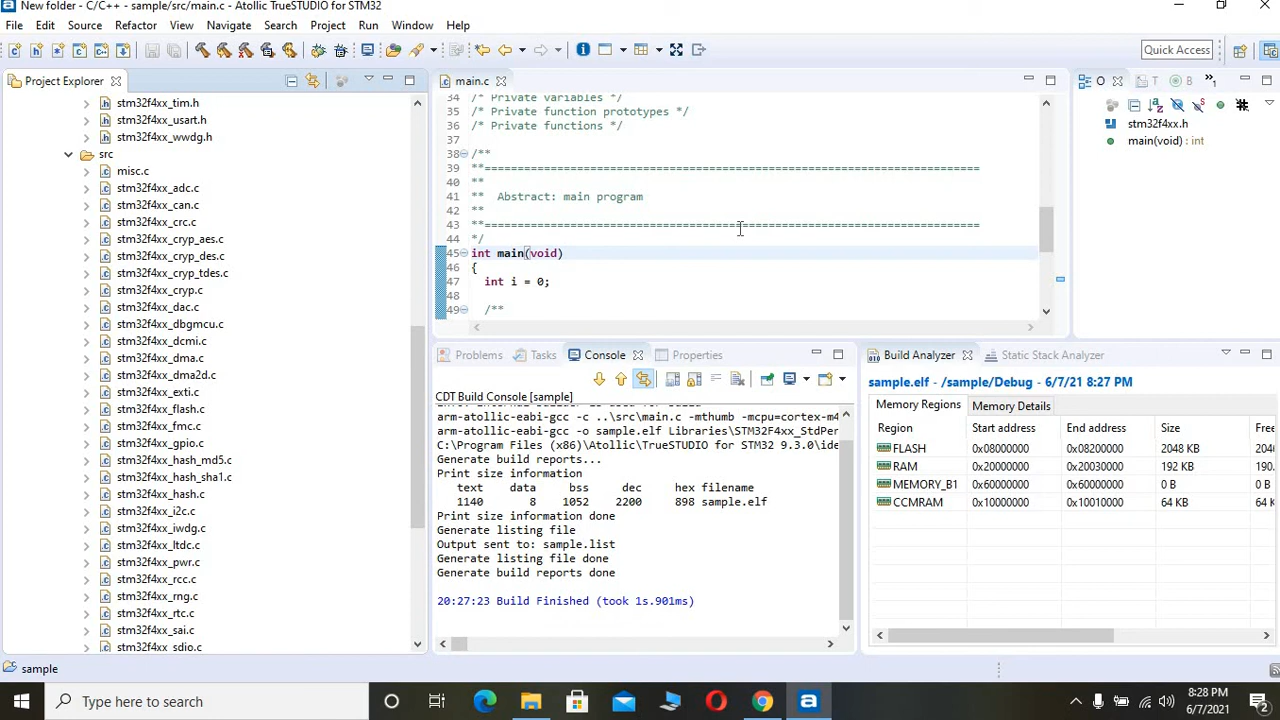 New folder - C/C++ - sample/src/main.c - Atollic TrueSTUDIO for STM32
File Edit Source Refactor View Navigate Search Project Run Window Help
Quick Access
Project Explorer
stm32f4xx_tim.h
stm32f4xx_usart.h
stm32f4xx_wwdg.h
src
misc.c
stm32f4xx_adc.c
stm32f4xx_can.c
stm32f4xx_crc.c
stm32f4xx_cryp_aes.c
stm32f4xx_cryp_des.c
stm32f4xx_cryp_tdes.c
stm32f4xx_cryp.c
stm32f4xx_dac.c
stm32f4xx_dbgmcu.c
stm32f4xx_dcmi.c
stm32f4xx_dma.c
stm32f4xx_dma2d.c
stm32f4xx_exti.c
stm32f4xx_flash.c
stm32f4xx_fmc.c
stm32f4xx_gpio.c
stm32f4xx_hash_md5.c
stm32f4xx_hash_sha1.c
stm32f4xx_hash.c
stm32f4xx_i2c.c
stm32f4xx_iwdg.c
stm32f4xx_ltdc.c
stm32f4xx_pwr.c
stm32f4xx_rcc.c
stm32f4xx_rng.c
stm32f4xx_rtc.c
stm32f4xx_sai.c
stm32f4xx_sdio.c
main.c
34 /* Private variables */
35 /* Private function prototypes */
36 /* Private functions */
37
38 /**
39 **===========================================================================
40 **
41 ** Abstract: main program
42 **
43 **===========================================================================
44 */
45 int main(void)
46 {
47 int i = 0;
48
49 /**
O T B
stm32f4xx.h
main(void) : int
Problems Tasks Console Properties
CDT Build Console [sample]
arm-atollic-eabi-gcc -c ..\src\main.c -mthumb -mcpu=cortex-m4
arm-atollic-eabi-gcc -o sample.elf Libraries\STM32F4xx_StdPer
C:\Program Files (x86)\Atollic\TrueSTUDIO for STM32 9.3.0\ide
Generate build reports...
Print size information
text data bss dec hex filename
1140 8 1052 2200 898 sample.elf
Print size information done
Generate listing file
Output sent to: sample.list
Generate listing file done
Generate build reports done
20:27:23 Build Finished (took 1s.901ms)
Build Analyzer Static Stack Analyzer
sample.elf - /sample/Debug - 6/7/21 8:27 PM
Memory Regions Memory Details
Region Start address End address Size Free
FLASH 0x08000000 0x08200000 2048 KB 2046
RAM 0x20000000 0x20030000 192 KB 190.
MEMORY_B1 0x60000000 0x60000000 0 B 0 B
CCMRAM 0x10000000 0x10010000 64 KB 64 K
sample
Type here to search
8:28 PM
6/7/2021
2